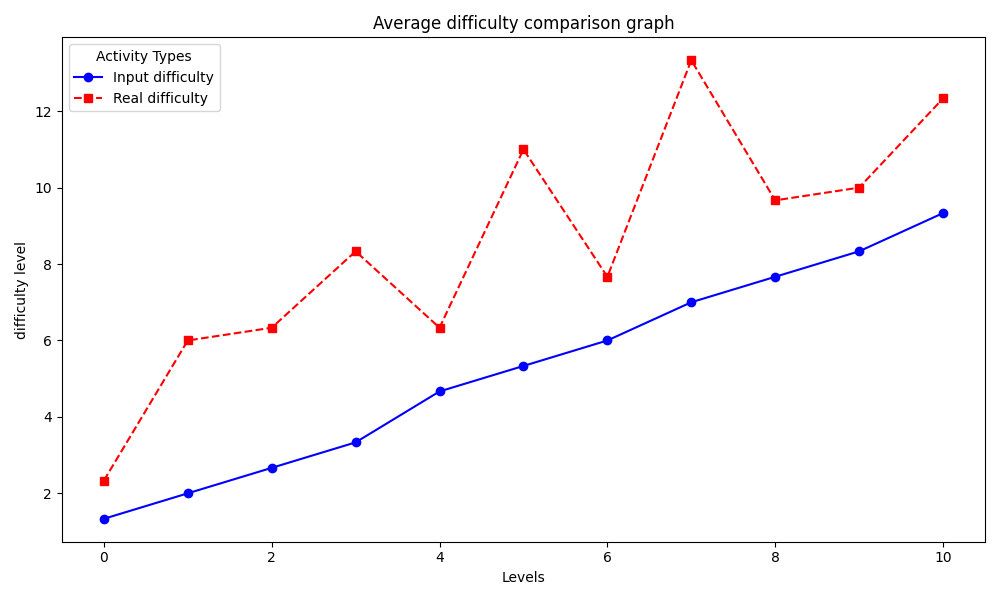 Average difficulty comparison graph
Activity Types
Input difficulty
Real difficulty
difficulty level
12
10
8
6
4
2
0 2 4 6 8 10
Levels